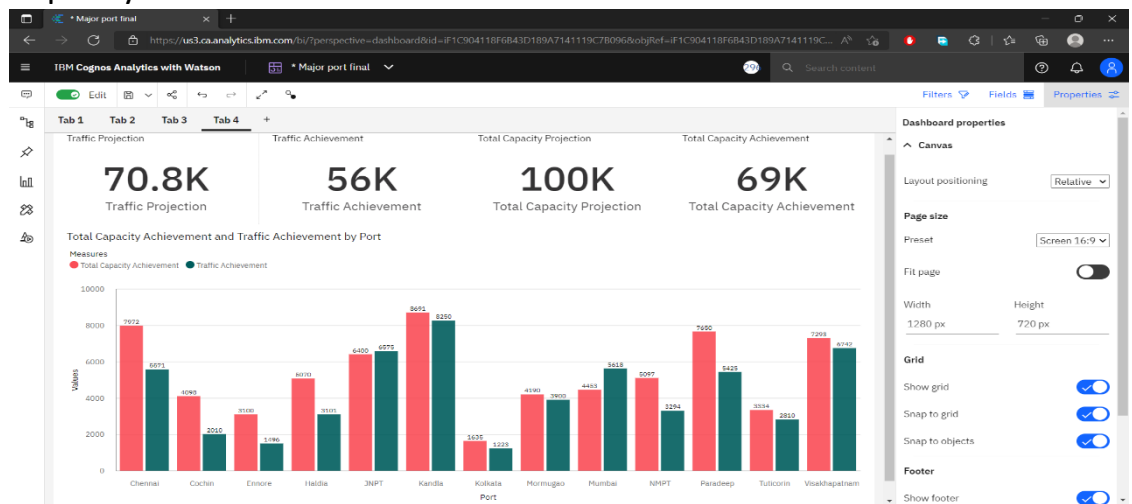 * Major port final
https://us3.ca.analytics.ibm.com/bi/?perspective=dashboard&id=iF1C904118F6B43D189A7141119C7B096&objRef=iF1C904118F6B43D189A7141119C...
IBM Cognos Analytics with Watson
* Major port final
Search content
Edit
Filters
Fields
Properties
Tab 1 Tab 2 Tab 3 Tab 4 +
Dashboard properties
Traffic Projection Traffic Achievement Total Capacity Projection Total Capacity Achievement
Canvas
70.8K 56K 100K 69K
Traffic Projection Traffic Achievement Total Capacity Projection Total Capacity Achievement
Layout positioning Relative
Page size
Preset Screen 16:9
Fit page
Width Height
1280 px 720 px
Grid
Show grid
Snap to grid
Snap to objects
Footer
Show footer
Total Capacity Achievement and Traffic Achievement by Port
Measures
Total Capacity Achievement Traffic Achievement
Values
10000
8000
6000
4000
2000
0
7972 5571 4098 2010 3100 1496 5070 3101 6400 6575 8691 8250 1635 1223 4190 3900 4453 5618 5097 3294 7650 5425 3334 2810 7293 6742
Chennai Cochin Ennore Haldia JNPT Kandla Kolkata Mormugao Mumbai NMPT Paradeep Tuticorin Visakhapatnam
Port